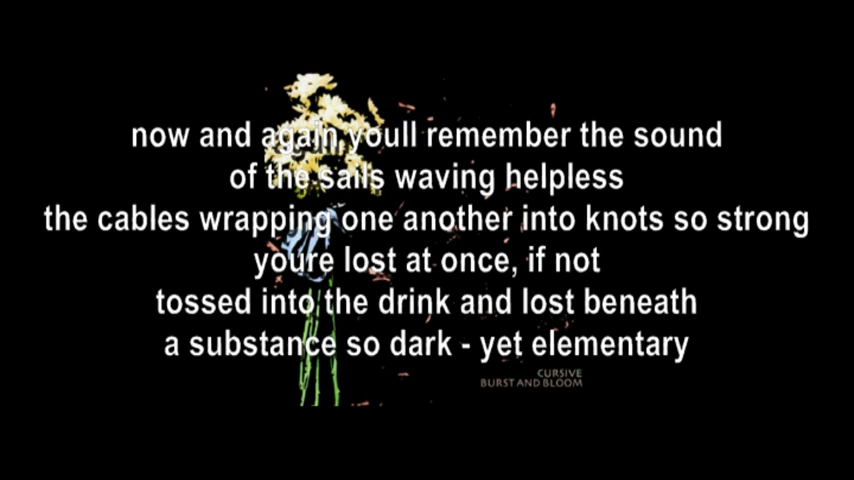 now and again youll remember the sound
of the sails waving helpless
the cables wrapping one another into knots so strong
youre lost at once, if not
tossed into the drink and lost beneath
a substance so dark - yet elementary
CURSIVE
BURST AND BLOOM